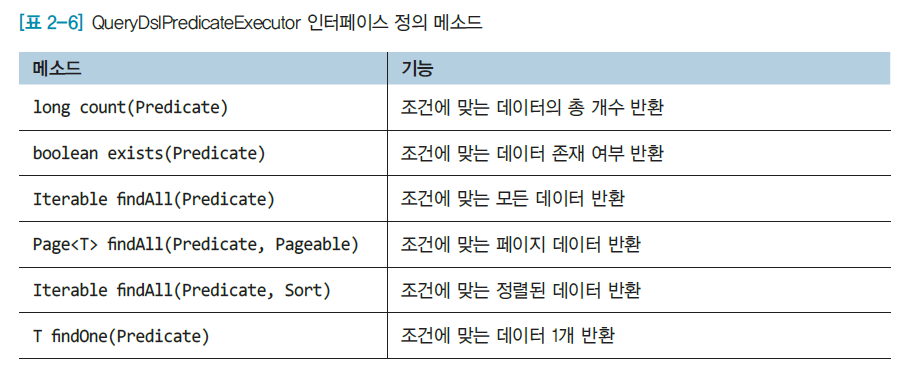 [표 2-6] QueryDslPredicateExecutor 인터페이스 정의 메소드
메소드 기능
long count(Predicate) 조건에 맞는 데이터의 총 개수 반환
boolean exists(Predicate) 조건에 맞는 데이터 존재 여부 반환
Iterable findAll(Predicate) 조건에 맞는 모든 데이터 반환
Page<T> findAll(Predicate, Pageable) 조건에 맞는 페이지 데이터 반환
Iterable findAll(Predicate, Sort) 조건에 맞는 정렬된 데이터 반환
T findOne(Predicate) 조건에 맞는 데이터 1개 반환